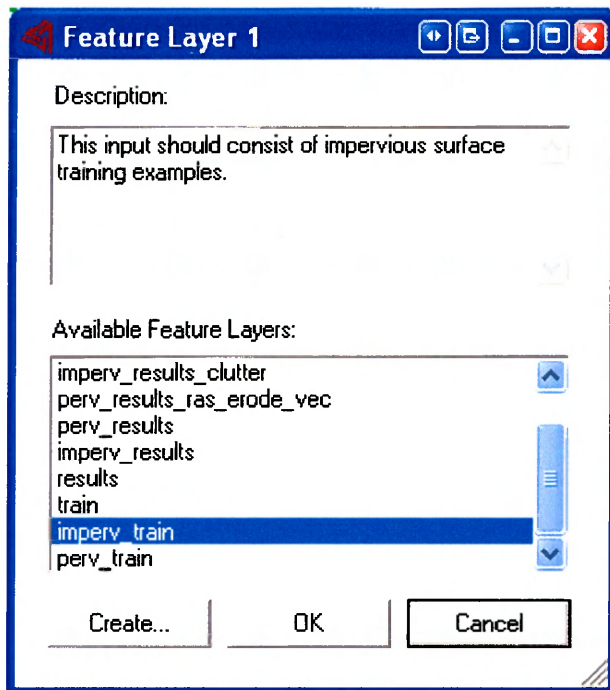 Feature Layer 1
Description:
This input should consist of impervious surface
training examples.
Available Feature Layers:
imperv_results_clutter
perv_results_ras_erode_vec
perv_results
imperv_results
results
train
imperv_train
perv_train
Create... OK Cancel